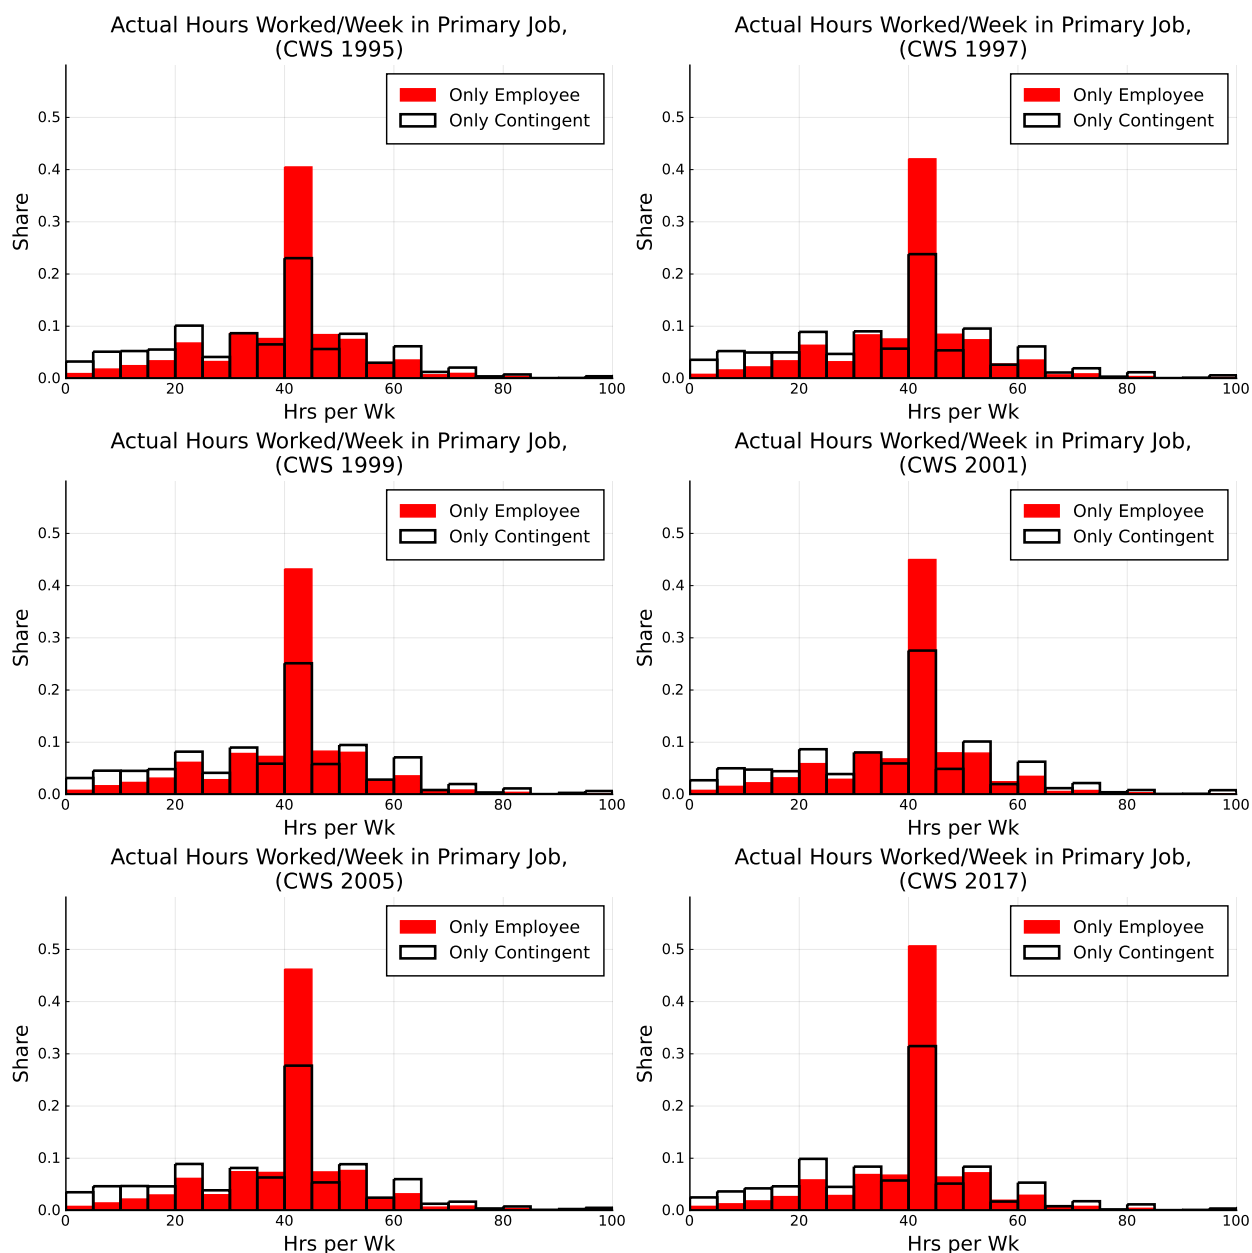 Actual Hours Worked/Week in Primary Job,
(CWS 1995)
Only Employee
Only Contingent
Share
0.5
0.4
0.3
0.2
0.1
0.0
0 20 40 60 80 100
Hrs per Wk
Actual Hours Worked/Week in Primary Job,
(CWS 1997)
Only Employee
Only Contingent
Share
0.5
0.4
0.3
0.2
0.1
0.0
0 20 40 60 80 100
Hrs per Wk
Actual Hours Worked/Week in Primary Job,
(CWS 1999)
Only Employee
Only Contingent
Share
0.5
0.4
0.3
0.2
0.1
0.0
0 20 40 60 80 100
Hrs per Wk
Actual Hours Worked/Week in Primary Job,
(CWS 2001)
Only Employee
Only Contingent
Share
0.5
0.4
0.3
0.2
0.1
0.0
0 20 40 60 80 100
Hrs per Wk
Actual Hours Worked/Week in Primary Job,
(CWS 2005)
Only Employee
Only Contingent
Share
0.5
0.4
0.3
0.2
0.1
0.0
0 20 40 60 80 100
Hrs per Wk
Actual Hours Worked/Week in Primary Job,
(CWS 2017)
Only Employee
Only Contingent
Share
0.5
0.4
0.3
0.2
0.1
0.0
0 20 40 60 80 100
Hrs per Wk